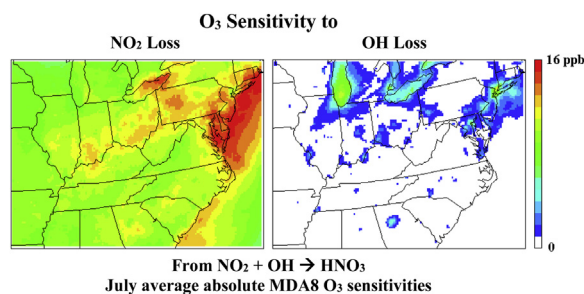 O₃ Sensitivity to
NO₂ Loss
OH Loss
16 ppb
0
From NO₂ + OH → HNO₃
July average absolute MDA8 O₃ sensitivities